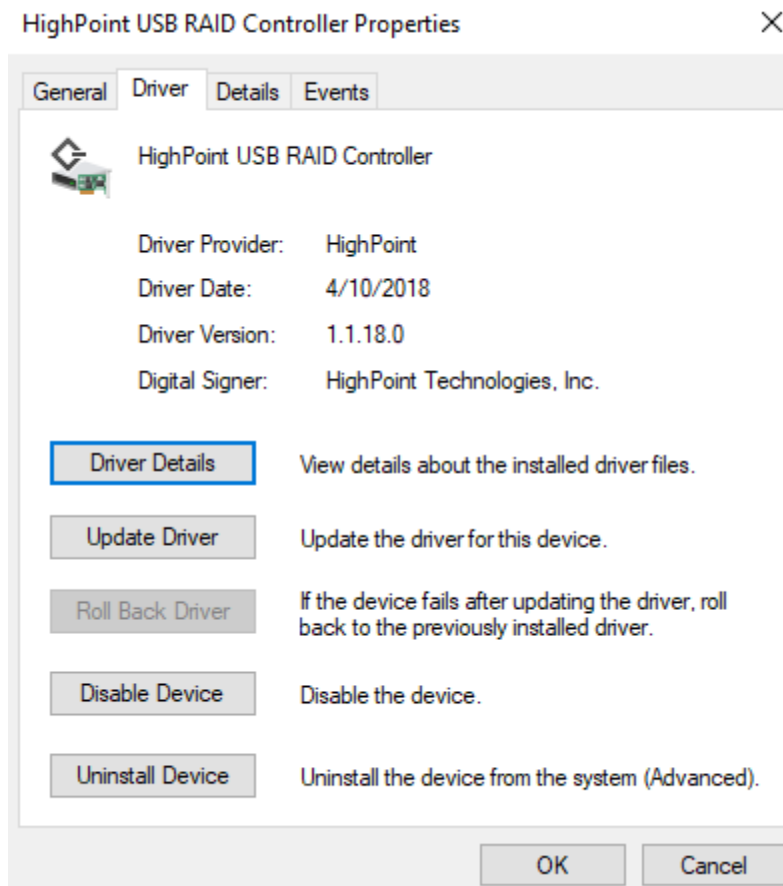 HighPoint USB RAID Controller Properties
General Driver Details Events
HighPoint USB RAID Controller
Driver Provider: HighPoint
Driver Date: 4/10/2018
Driver Version: 1.1.18.0
Digital Signer: HighPoint Technologies, Inc.
Driver Details View details about the installed driver files.
Update Driver Update the driver for this device.
Roll Back Driver If the device fails after updating the driver, roll
back to the previously installed driver.
Disable Device Disable the device.
Uninstall Device Uninstall the device from the system (Advanced).
OK Cancel